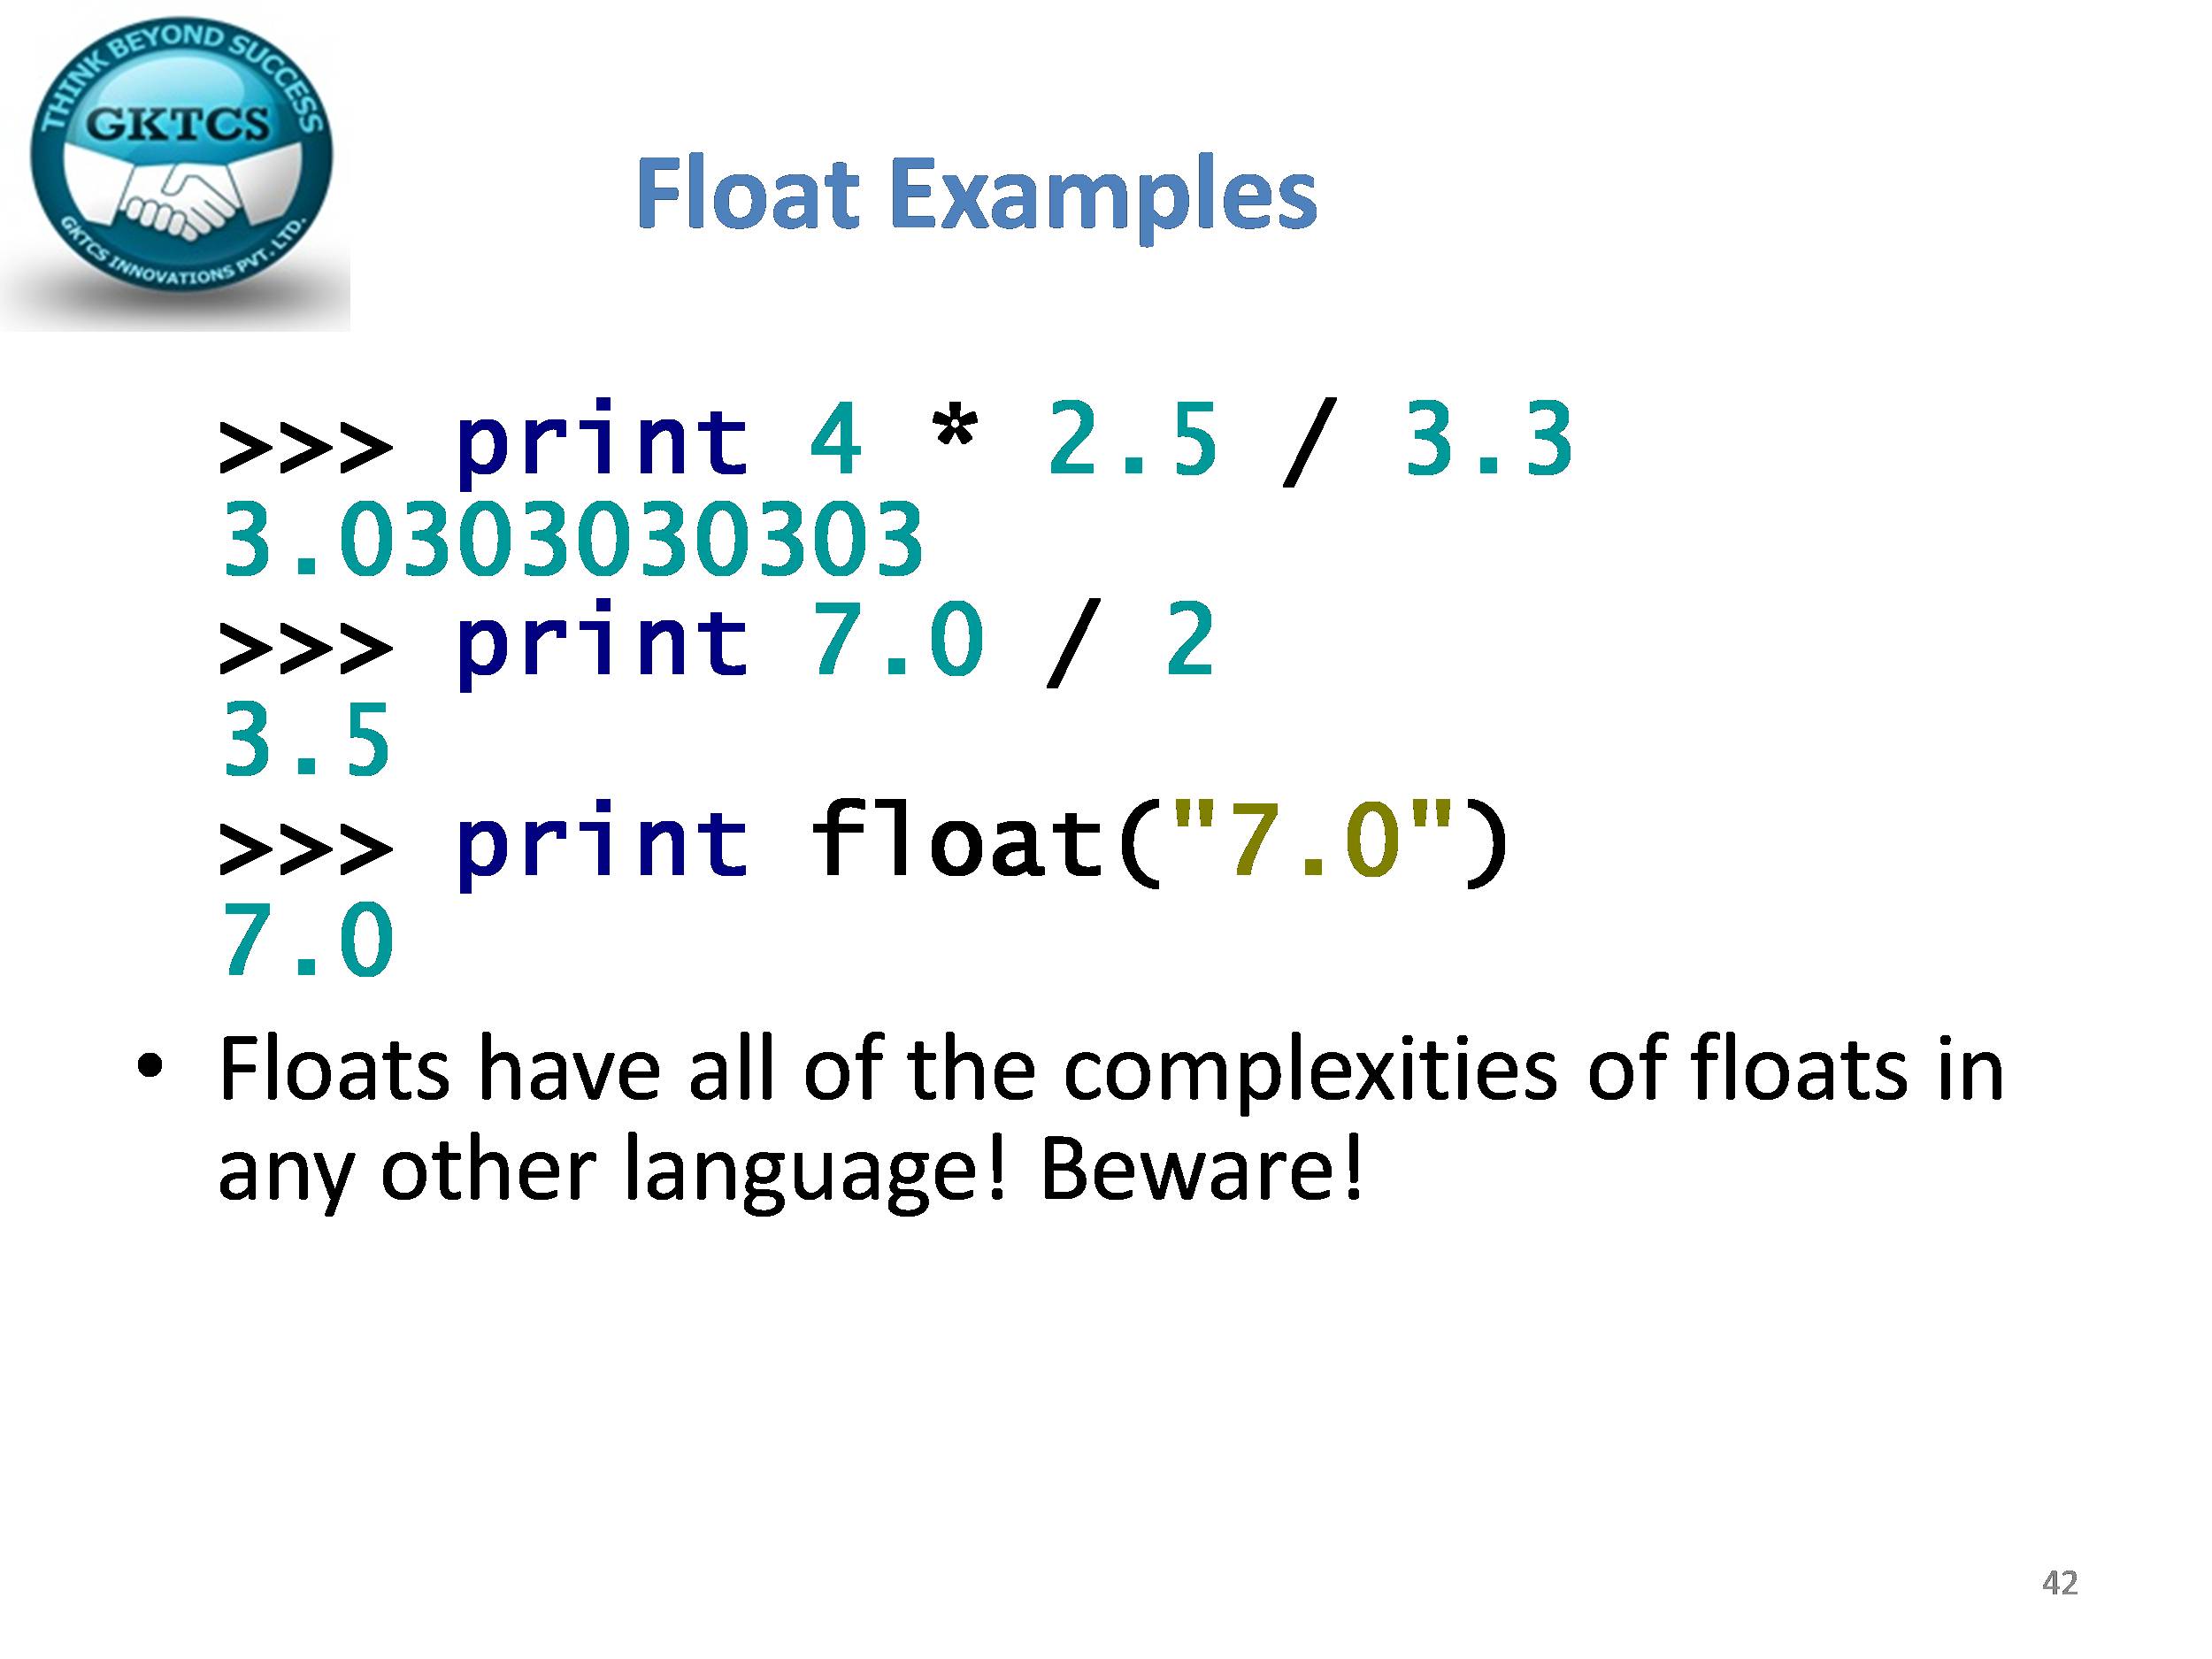 THINK BEYOND SUCCESS
GKTCS
GKTCS INNOVATIONS PVT. LTD.
Float Examples
>>> print 4 * 2.5 / 3.3
3.0303030303
>>> print 7.0 / 2
3.5
>>> print float("7.0")
7.0
• Floats have all of the complexities of floats in
any other language! Beware!
42